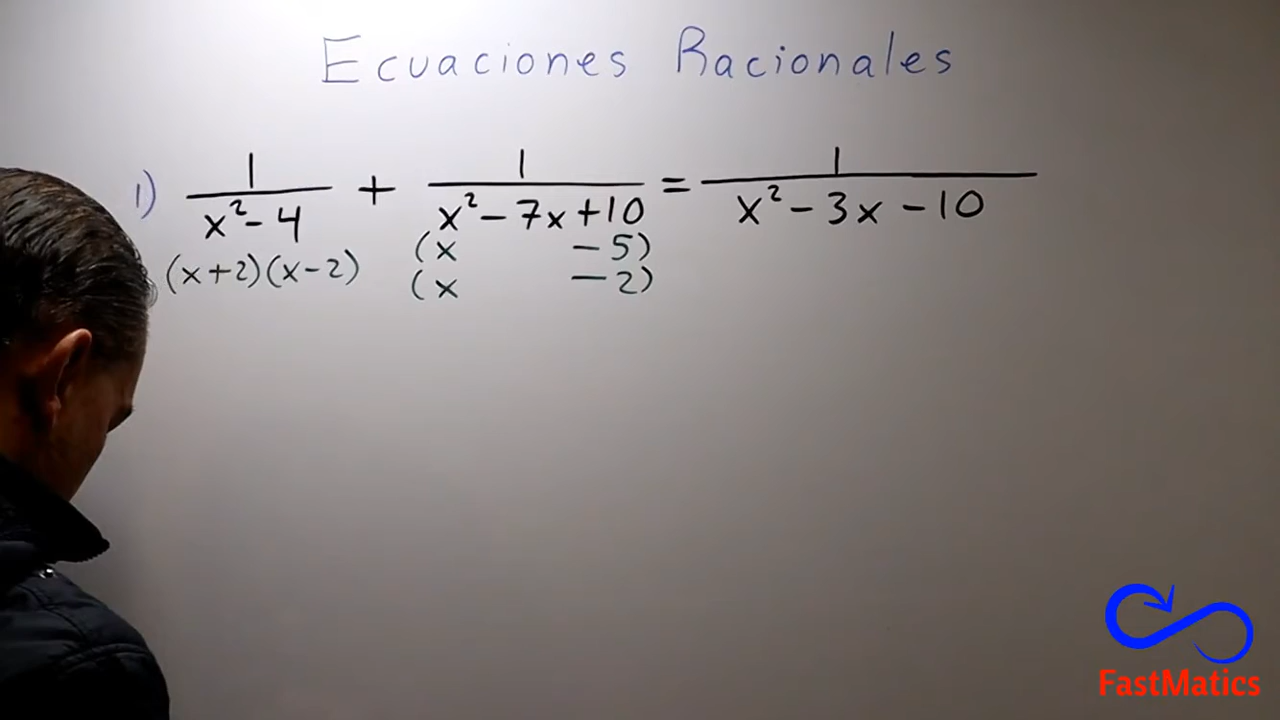 Ecuaciones Racionales
1) 1/(x² - 4) + 1/(x² - 7x + 10) = 1/(x² - 3x - 10)
(x+2)(x-2) (x - 5)
(x - 2)
FastMatics